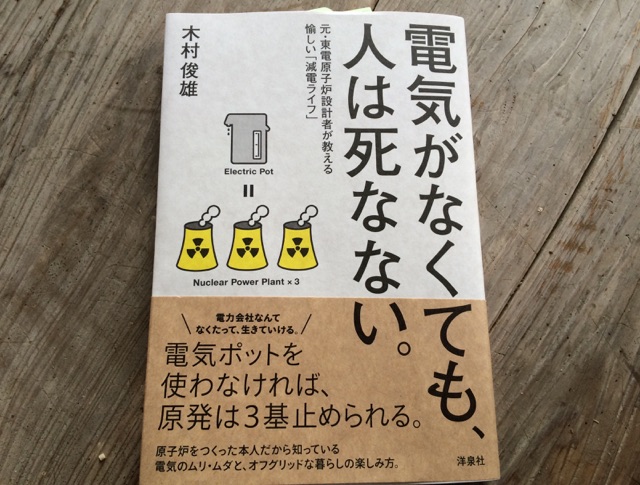 電気がなくても、
人は死なない。
元・東電原子炉設計者が教える
愉しい「減電ライフ」
木村俊雄
Electric Pot
=
Nuclear Power Plant × 3
電力会社なんて
なくたって、生きていける。
電気ポットを
使わなければ、
原発は3基止められる。
原子炉をつくった本人だから知っている
電気のムリ・ムダと、オフグリッドな暮らしの楽しみ方。
洋泉社